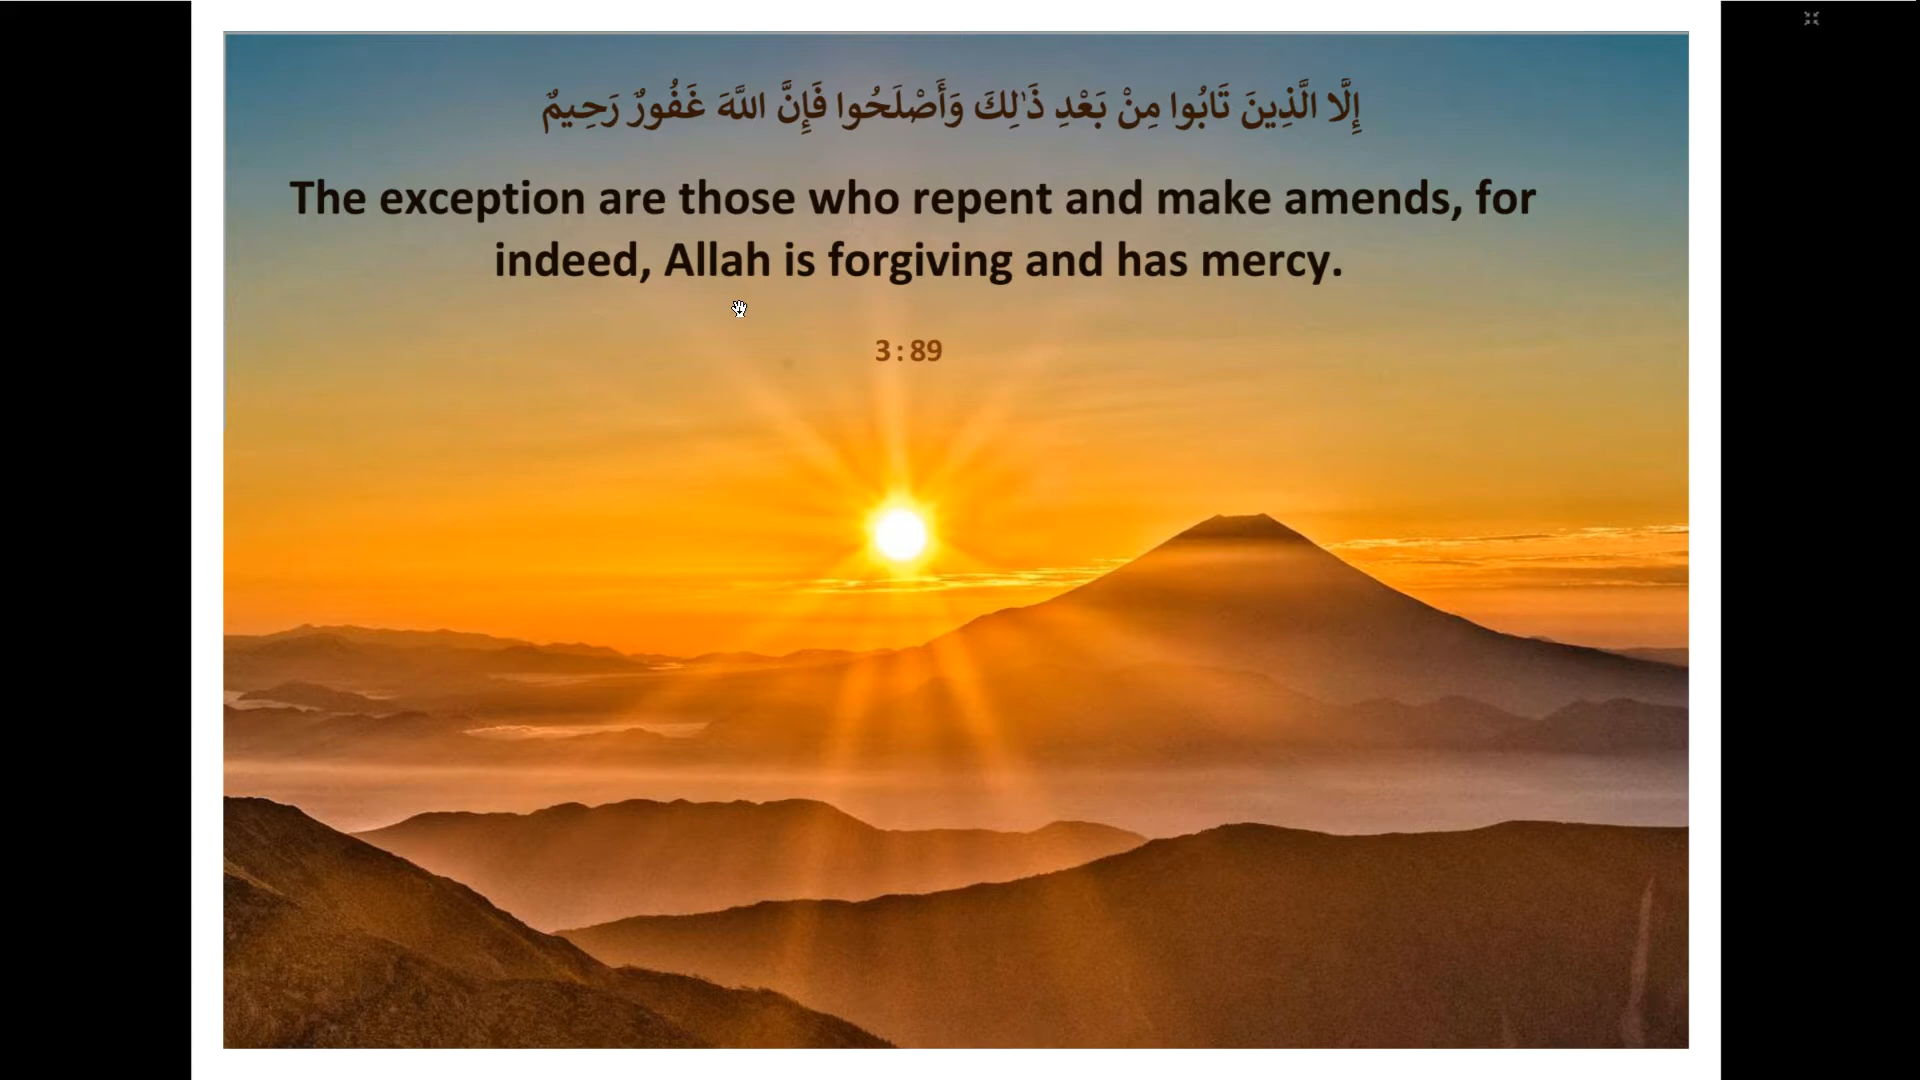 إِلَّا الَّذِينَ تَابُوا مِنْ بَعْدِ ذَٰلِكَ وَأَصْلَحُوا فَإِنَّ اللَّهَ غَفُورٌ رَحِيمٌ
The exception are those who repent and make amends, for
indeed, Allah is forgiving and has mercy.
3:89